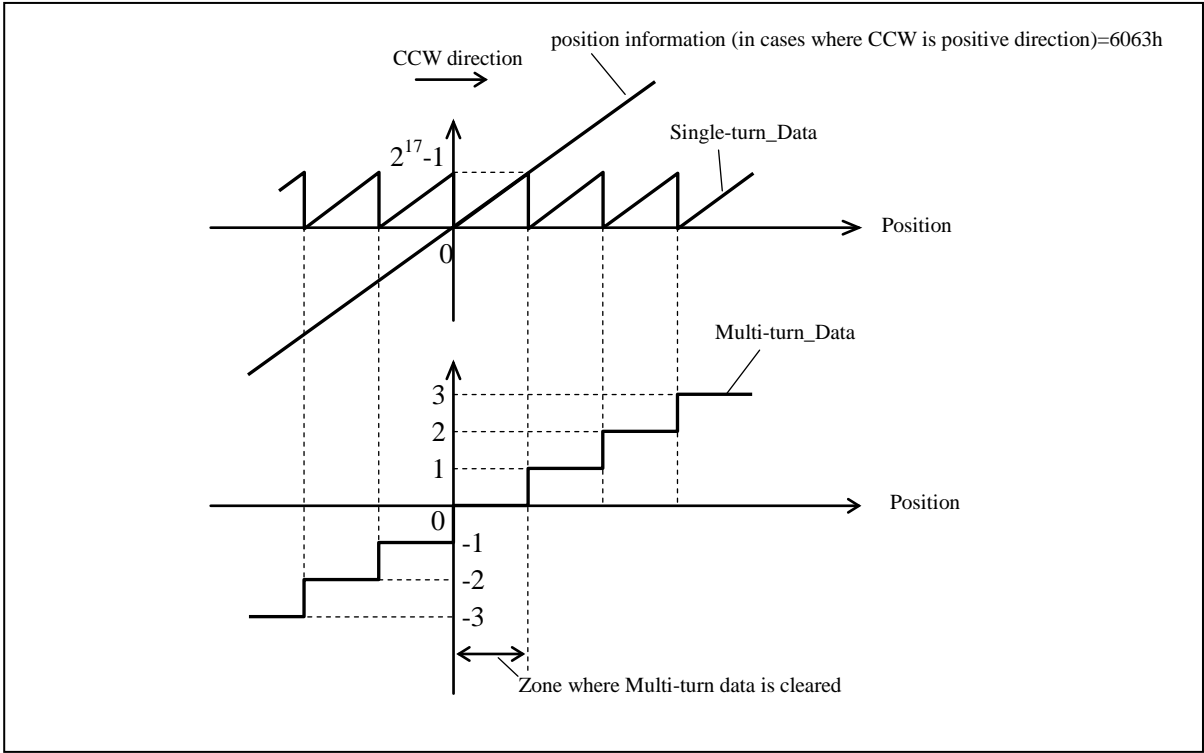 position information (in cases where CCW is positive direction)=6063h
CCW direction
Single-turn_Data
2^17-1
Position
0
Multi-turn_Data
3
2
1
Position
0
-1
-2
-3
Zone where Multi-turn data is cleared